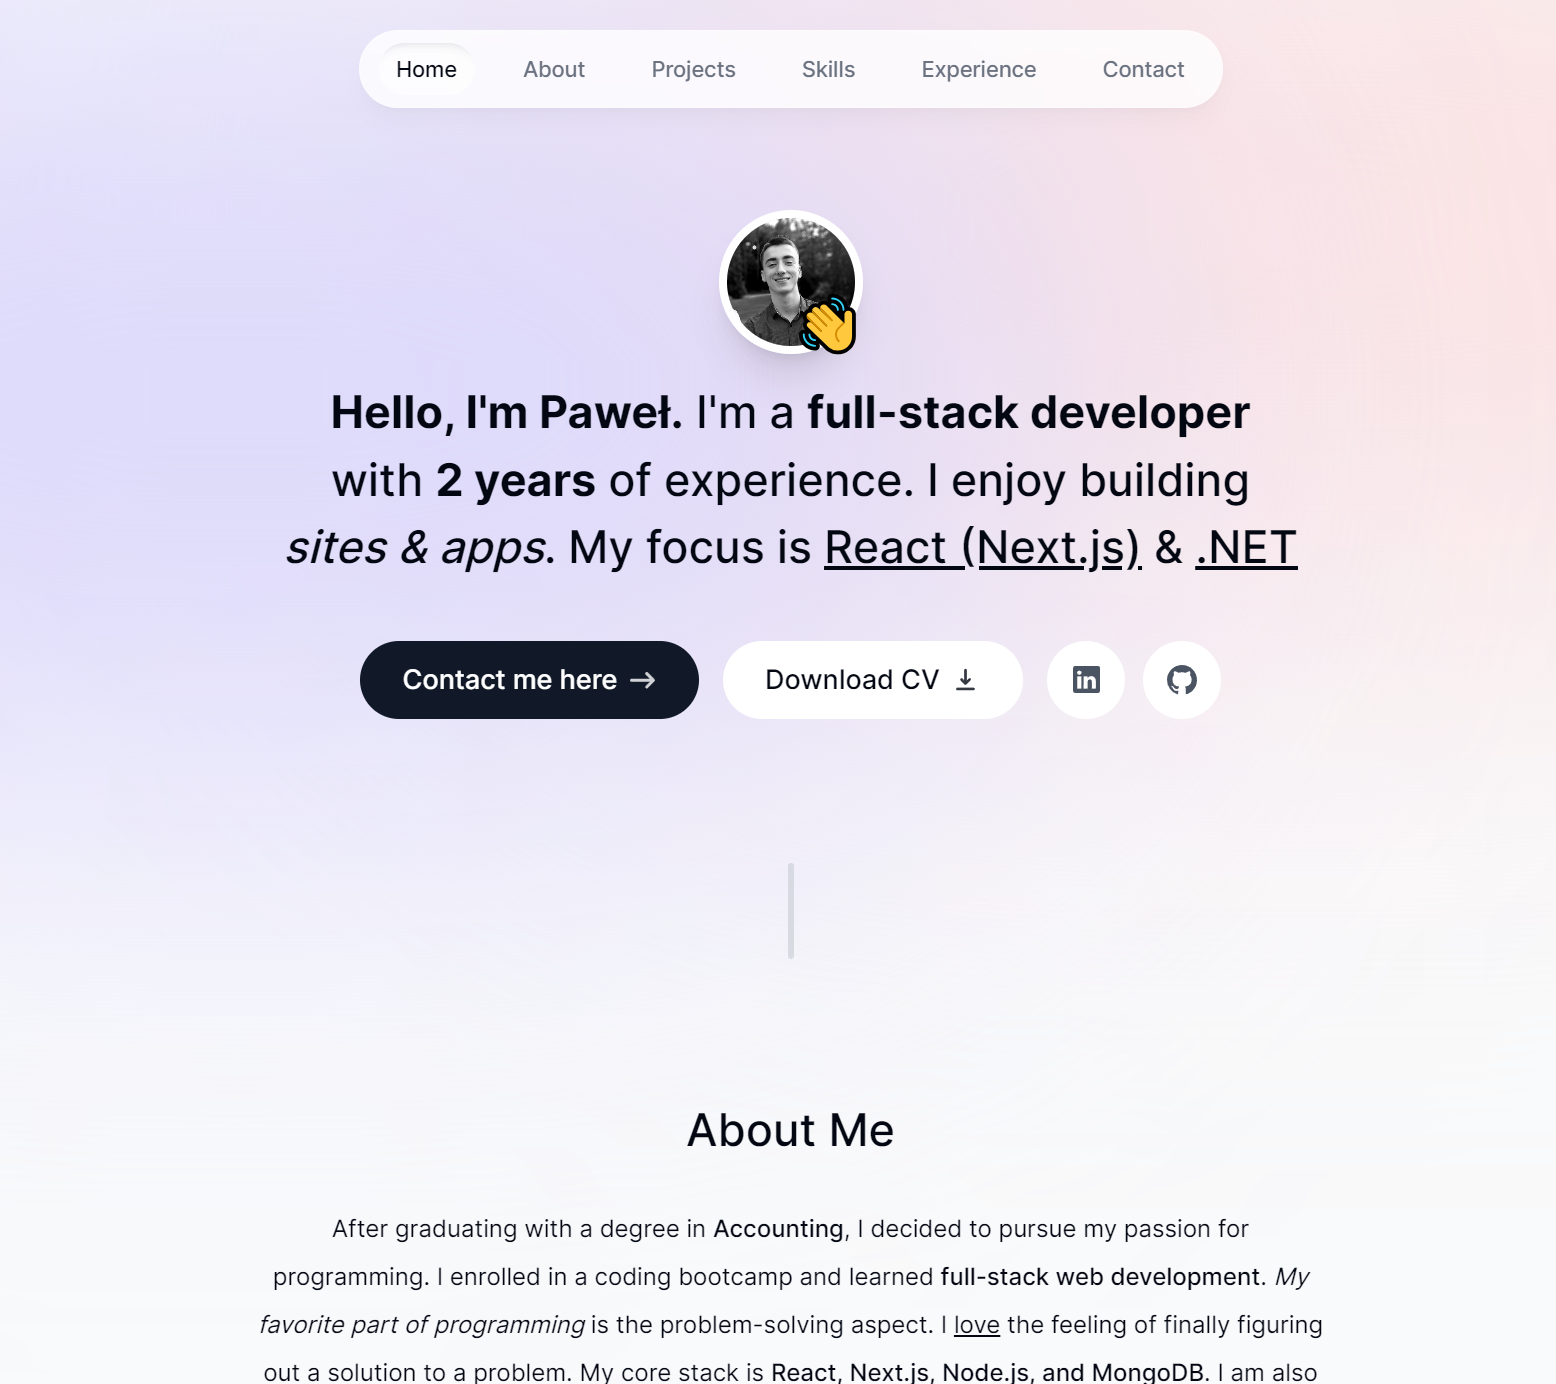 Home About Projects Skills Experience Contact
Hello, I'm Paweł. I'm a full-stack developer
with 2 years of experience. I enjoy building
sites & apps. My focus is React (Next.js) & .NET
Contact me here Download CV in
About Me
After graduating with a degree in Accounting, I decided to pursue my passion for
programming. I enrolled in a coding bootcamp and learned full-stack web development. My
favorite part of programming is the problem-solving aspect. I love the feeling of finally figuring
out a solution to a problem. My core stack is React, Next.js, Node.js, and MongoDB. I am also